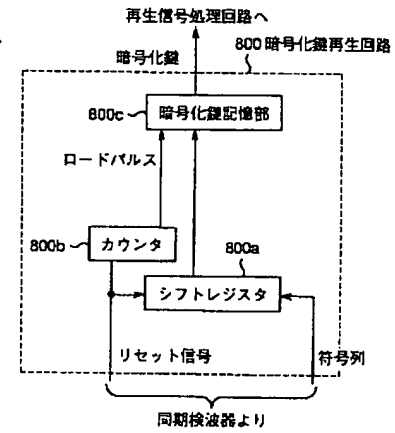 再生信号処理回路へ
暗号化鍵
800 暗号化鍵再生回路
800c
暗号化鍵記憶部
ロードパルス
800b
カウンタ
800a
シフトレジスタ
リセット信号
符号列
同期検波器より